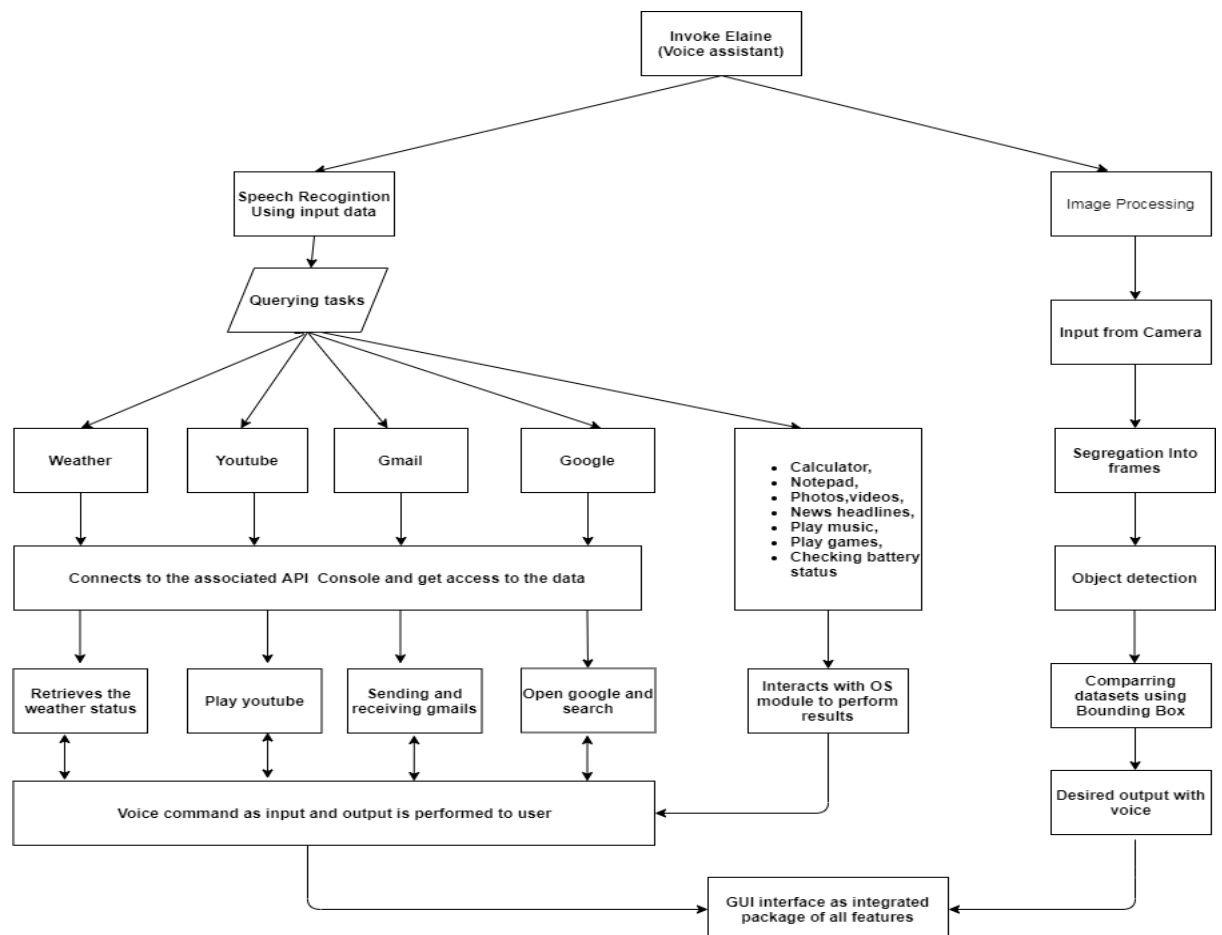 Invoke Elaine
(Voice assistant)
Speech Recogintion
Using input data
Image Processing
Querying tasks
Input from Camera
Weather
Youtube
Gmail
Google
• Calculator,
• Notepad,
• Photos,videos,
• News headlines,
• Play music,
• Play games,
• Checking battery
status
Segregation Into
frames
Connects to the associated API Console and get access to the data
Object detection
Retrieves the
weather status
Play youtube
Sending and
receiving gmails
Open google and
search
Interacts with OS
module to perform
results
Comparring
datasets using
Bounding Box
Voice command as input and output is performed to user
Desired output with
voice
GUI interface as integrated
package of all features